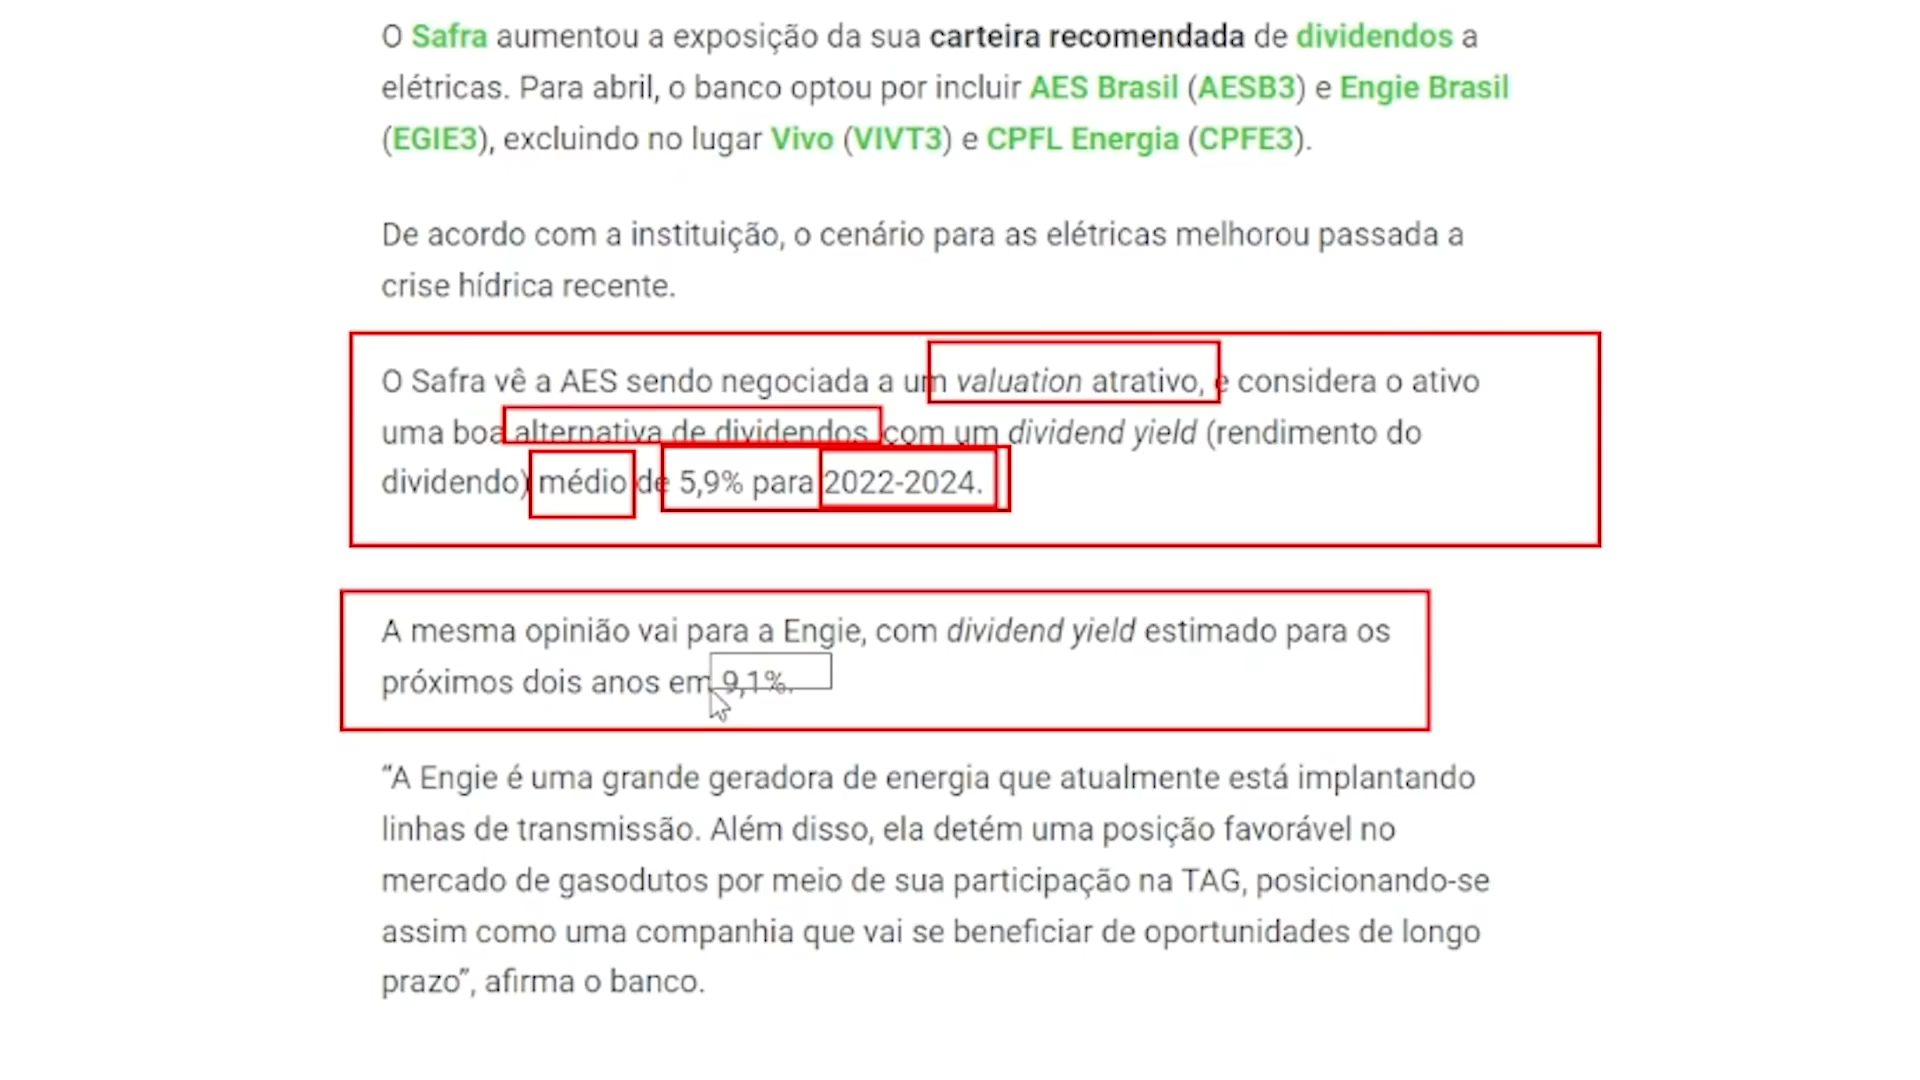 O Safra aumentou a exposição da sua carteira recomendada de dividendos a
elétricas. Para abril, o banco optou por incluir AES Brasil (AESB3) e Engie Brasil
(EGIE3), excluindo no lugar Vivo (VIVT3) e CPFL Energia (CPFE3).
De acordo com a instituição, o cenário para as elétricas melhorou passada a
crise hídrica recente.
O Safra vê a AES sendo negociada a um valuation atrativo, e considera o ativo
uma boa alternativa de dividendos, com um dividend yield (rendimento do
dividendo) médio de 5,9% para 2022-2024.
A mesma opinião vai para a Engie, com dividend yield estimado para os
próximos dois anos em 9,1%.
“A Engie é uma grande geradora de energia que atualmente está implantando
linhas de transmissão. Além disso, ela detém uma posição favorável no
mercado de gasodutos por meio de sua participação na TAG, posicionando-se
assim como uma companhia que vai se beneficiar de oportunidades de longo
prazo”, afirma o banco.